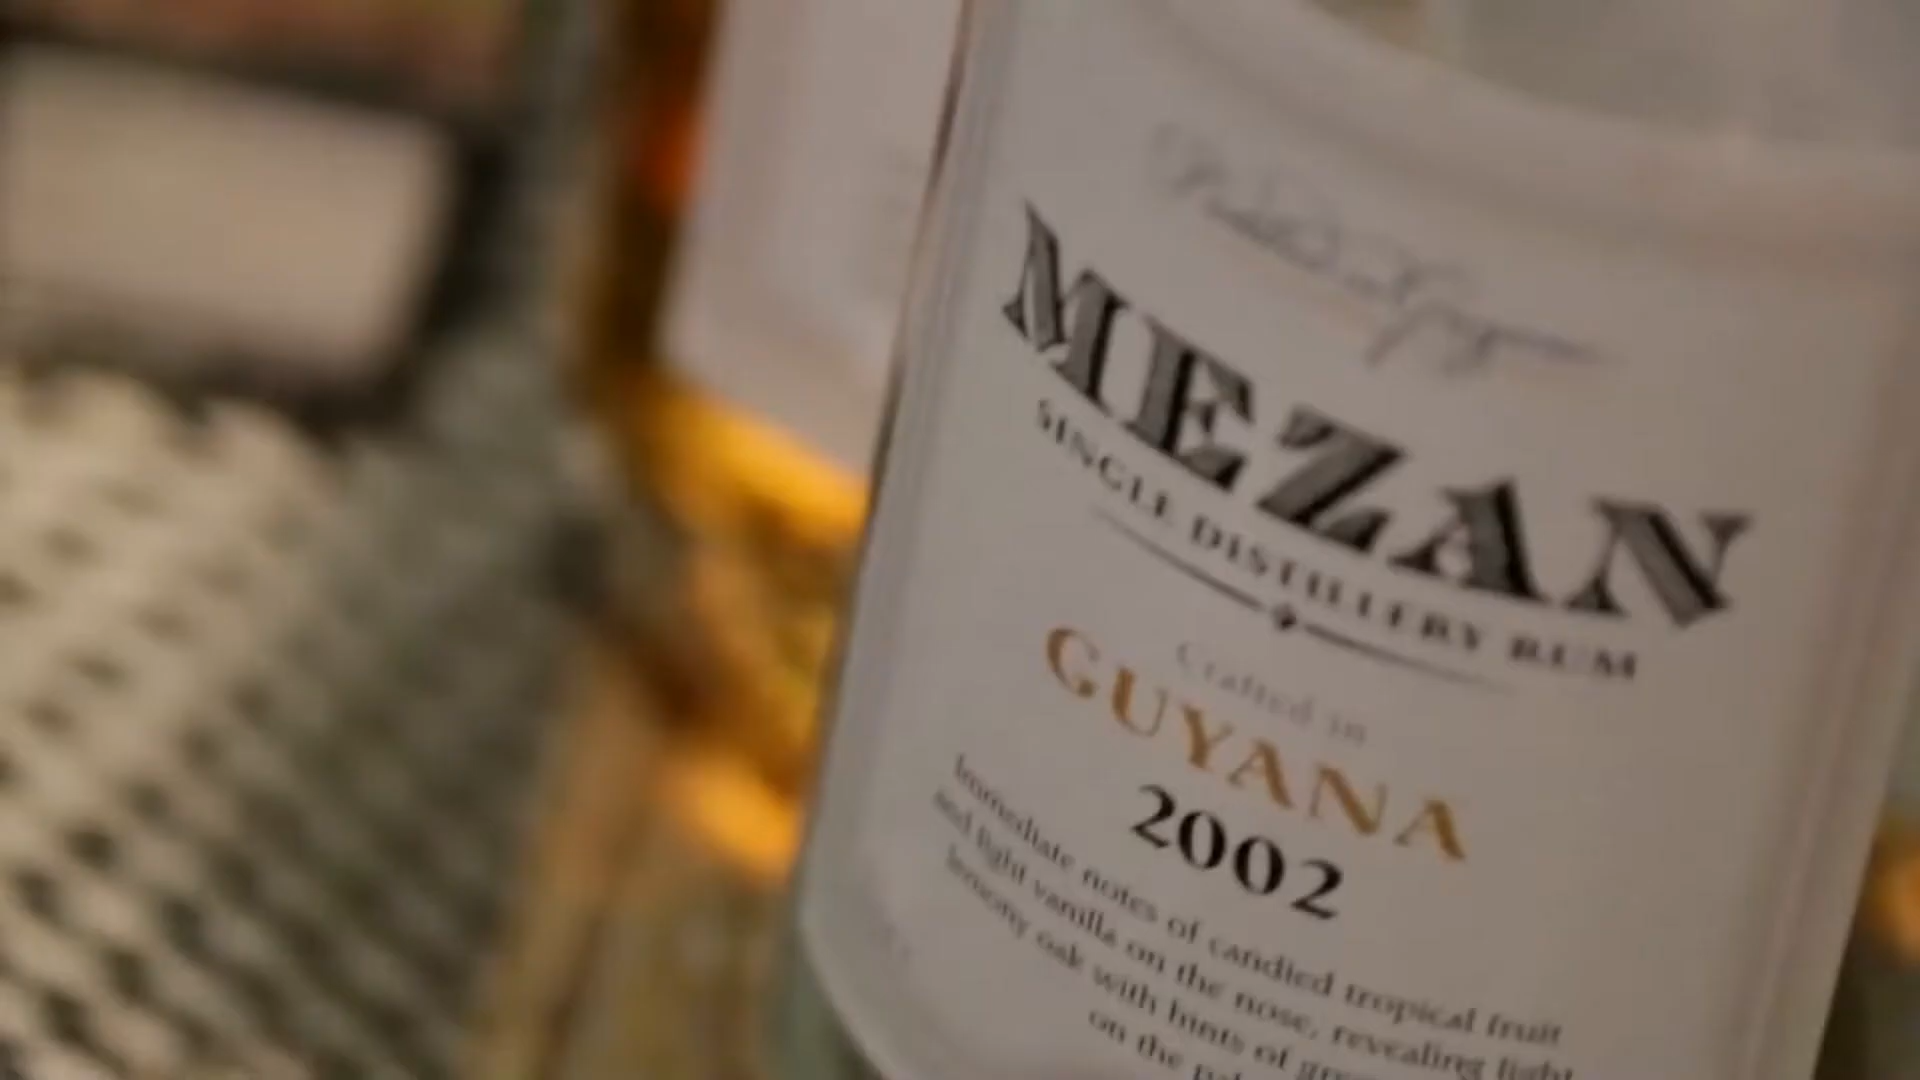 MEZAN
SINGLE DISTILLERY RUM
Crafted in
GUYANA
2002
Immediate notes of candied tropical fruit
and light vanilla on the nose, revealing light
lemony oak with hints of
on the